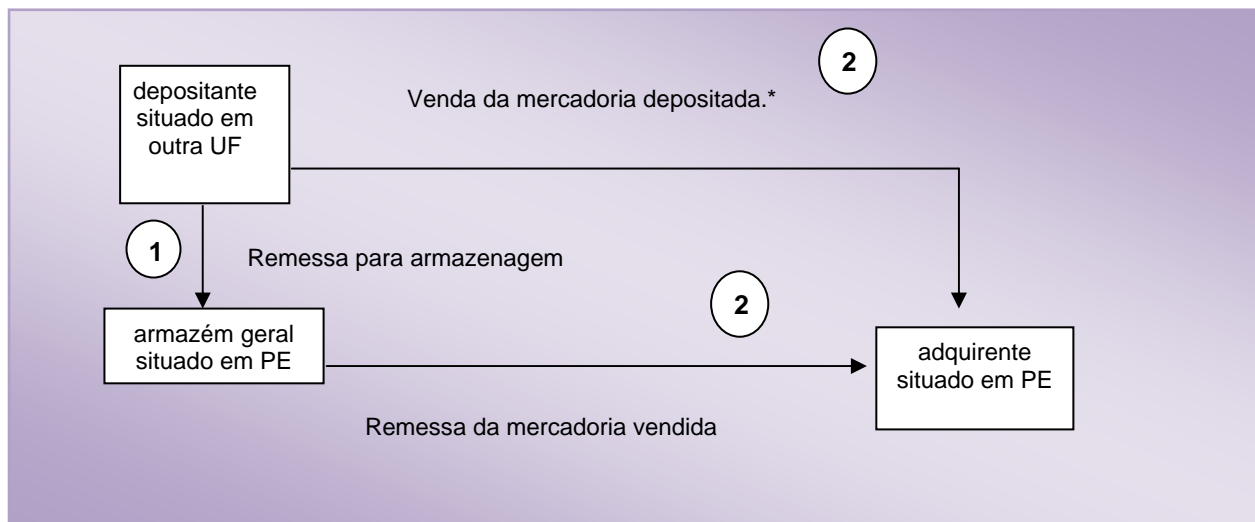 2
depositante
situado em
outra UF
Venda da mercadoria depositada.*
1
Remessa para armazenagem
2
armazém geral
situado em PE
adquirente
situado em PE
Remessa da mercadoria vendida